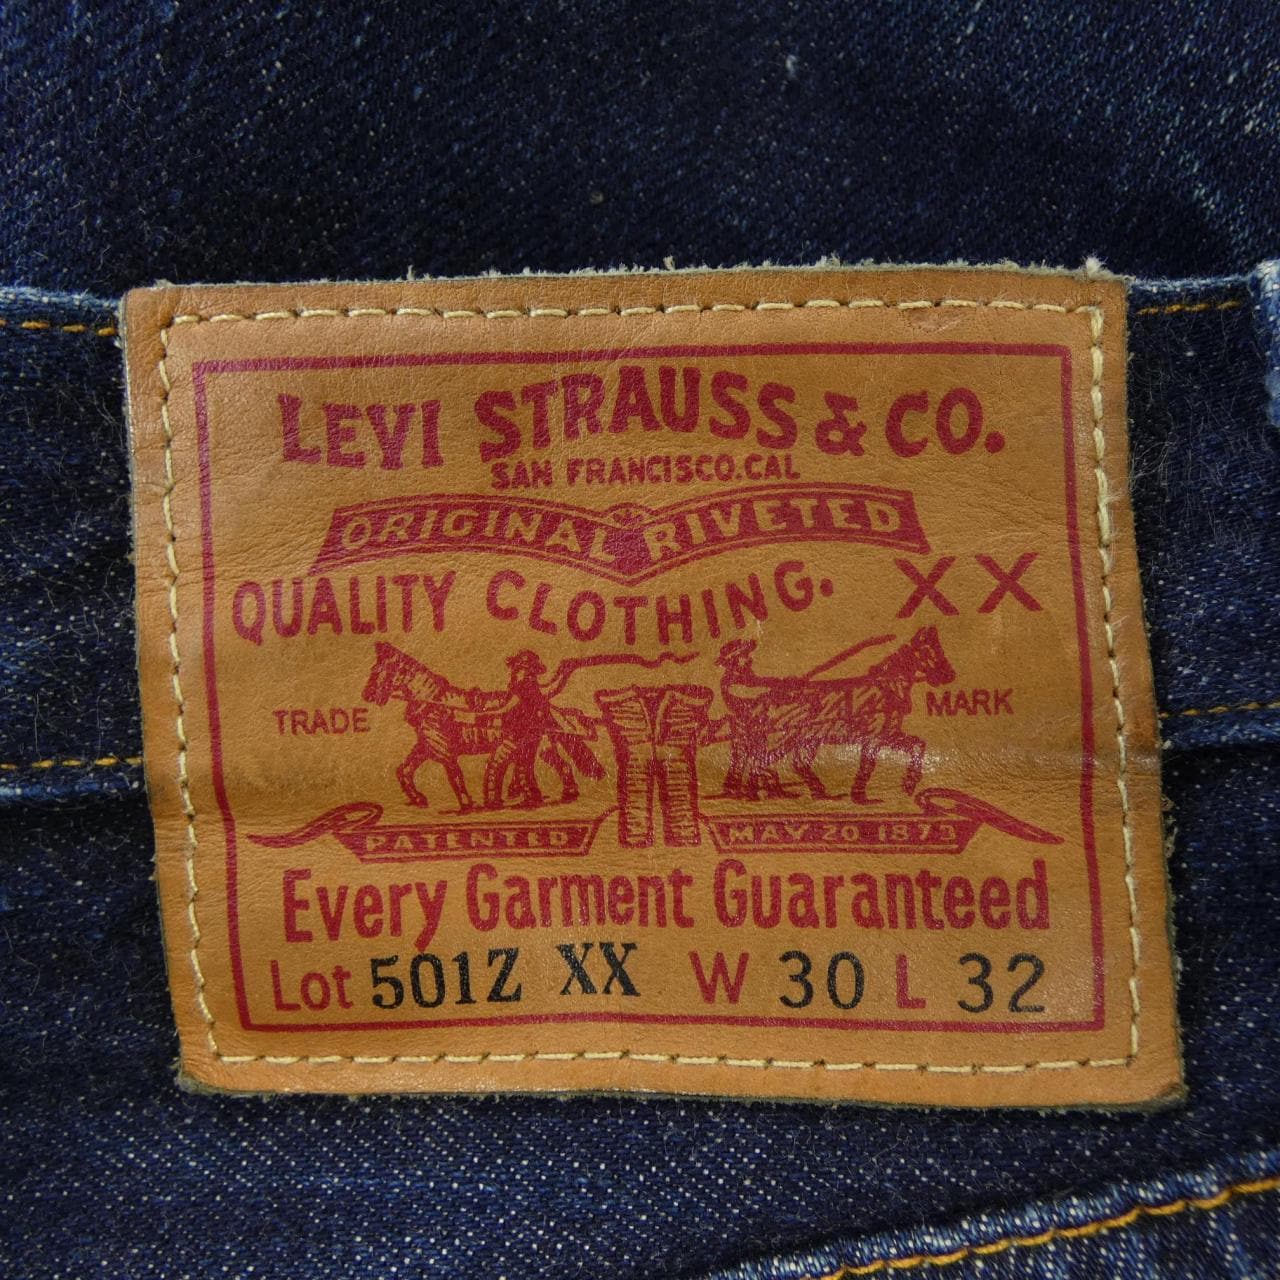 LEVI STRAUSS & CO.
SAN FRANCISCO.CAL
ORIGINAL RIVETED
QUALITY CLOTHING. XX
TRADE MARK
PATENTED MAY 20 1873
Every Garment Guaranteed
Lot 501Z XX W 30 L 32